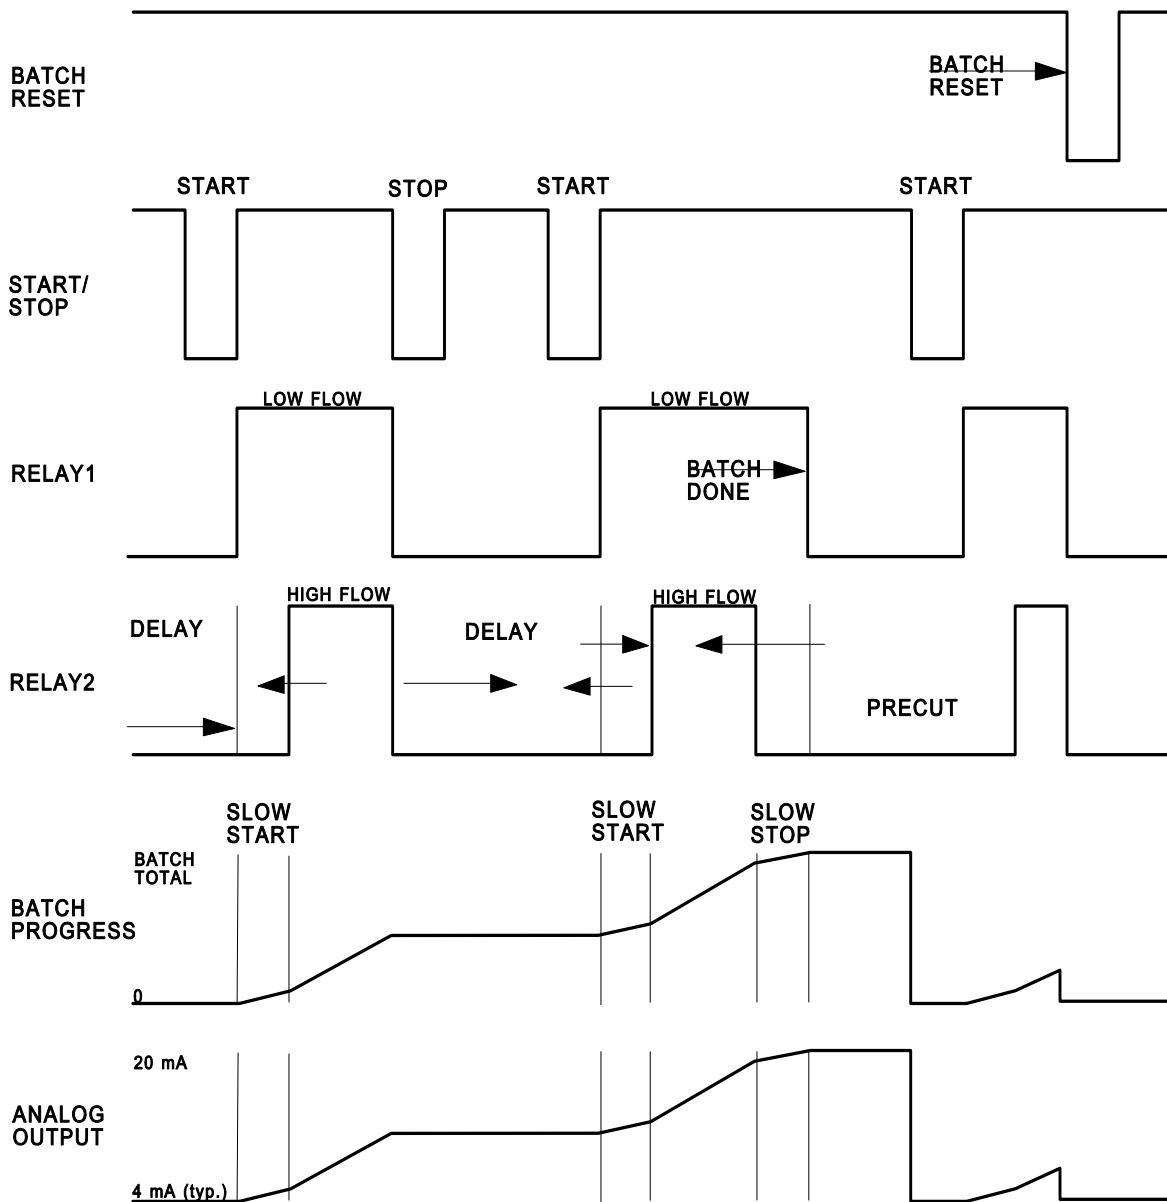 BATCH
RESET
BATCH
RESET
START
STOP
START
START
START/
STOP
LOW FLOW
LOW FLOW
RELAY1
BATCH
DONE
HIGH FLOW
HIGH FLOW
DELAY
DELAY
RELAY2
PRECUT
SLOW
START
SLOW
START
SLOW
STOP
BATCH
TOTAL
BATCH
PROGRESS
0
20 mA
ANALOG
OUTPUT
4 mA (typ.)